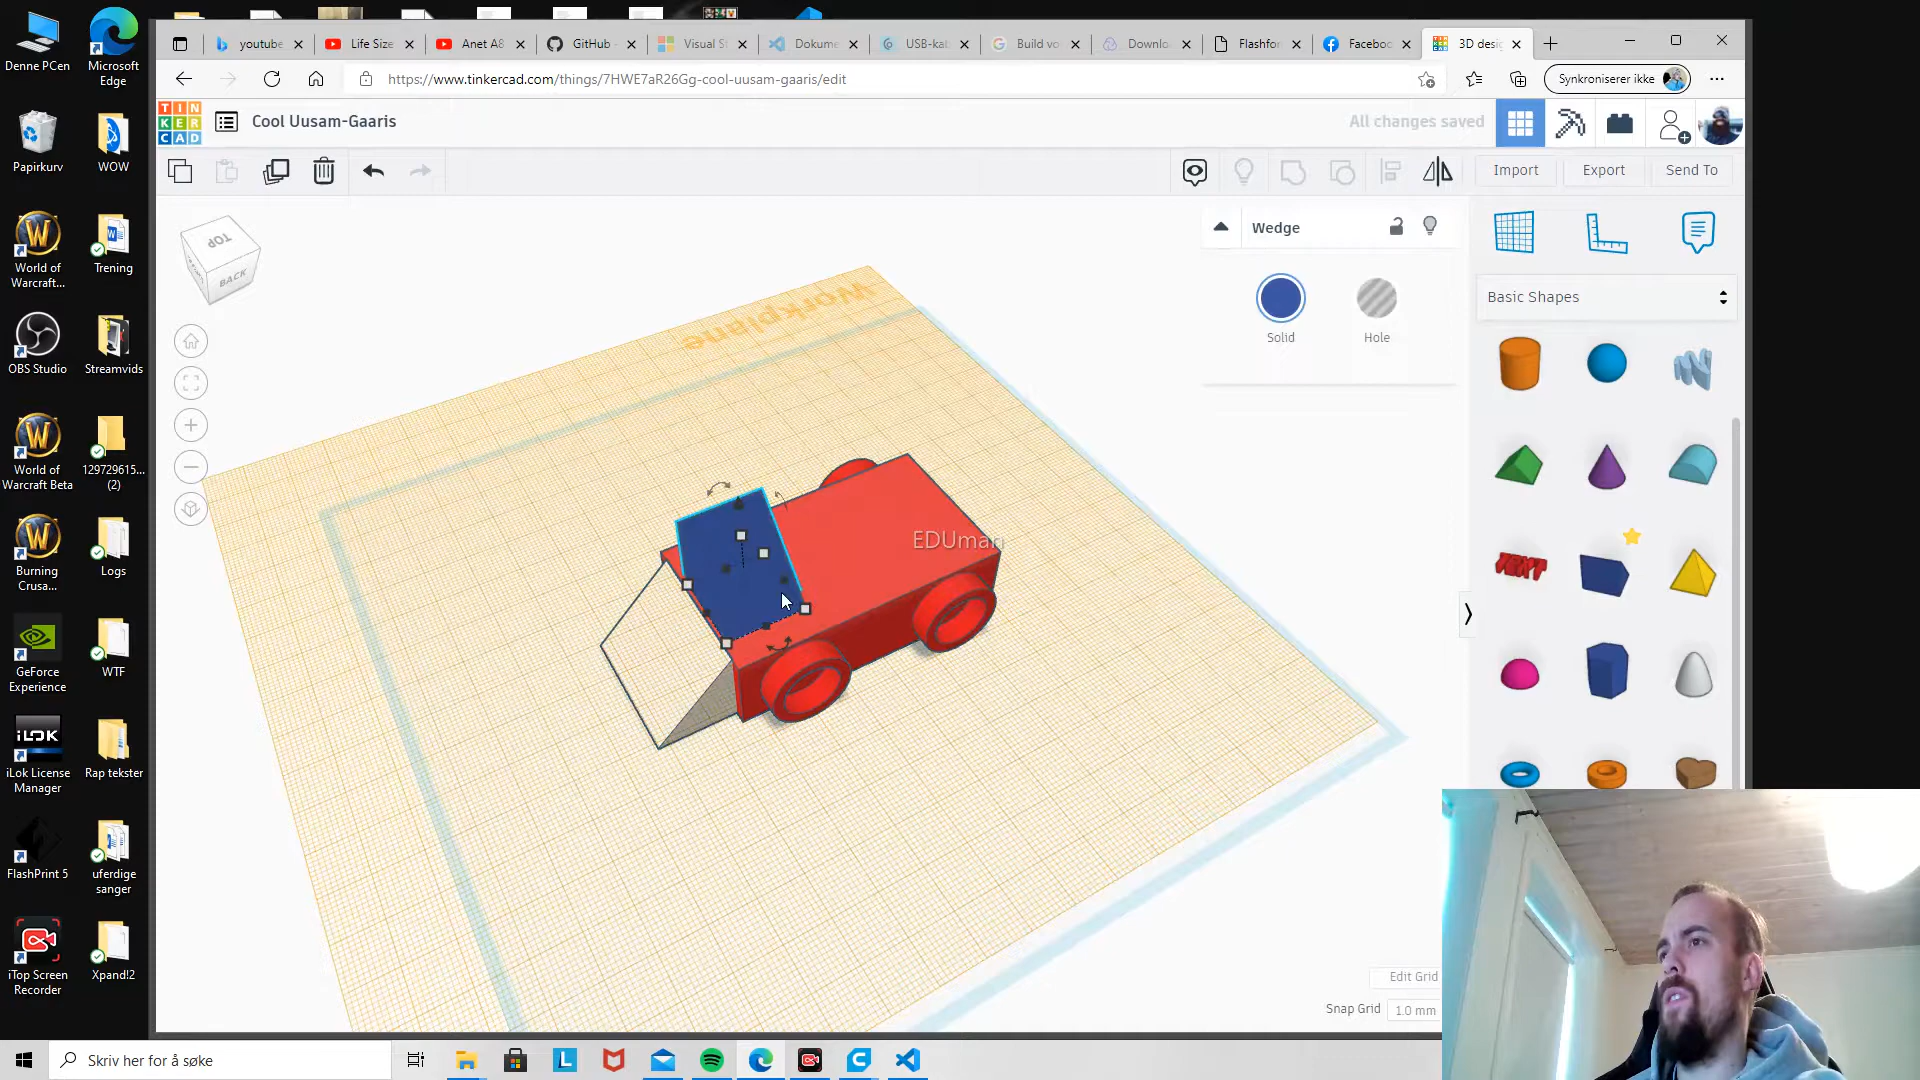 youtube
Life Size
Anet A8
GitHub -
Visual S
Dokume
USB-kal
Build vo
Downlo
Flashfor
Faceboo
3D desig
https://www.tinkercad.com/things/7HWE7aR26Gg-cool-uusam-gaaris/edit
Synkroniserer ikke
TIN
KER
CAD
Cool Uusam-Gaaris
All changes saved
Import
Export
Send To
TOP
BACK
Workplane
Wedge
Solid
Hole
Basic Shapes
TEXT
EDUman
Edit Grid
Snap Grid
1.0 mm
Denne PCen
Microsoft
Edge
Papirkurv
WOW
World of
Warcraft...
Trening
OBS Studio
Streamvids
World of
Warcraft Beta
129729615...
(2)
Burning
Crusa...
Logs
GeForce
Experience
WTF
iLOK
iLok License
Manager
Rap tekster
FlashPrint 5
uferdige
sanger
iTop Screen
Recorder
Xpand!2
Skriv her for å søke